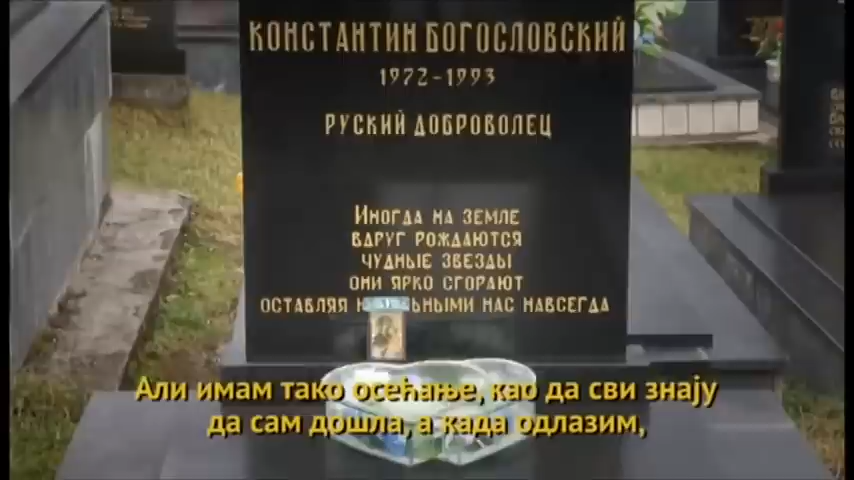 КОНСТАНТИН БОГОСЛОВСКИЙ
1972-1993
РУСКИЙ ДОБРОВОЛЕЦ
Иногда на земле
вдруг рождаются
чудные звезды
они ярко сгорают
оставляя нас навсегда
Али имам тако осећање, као да сви знају
да сам дошла, а када одлазим,